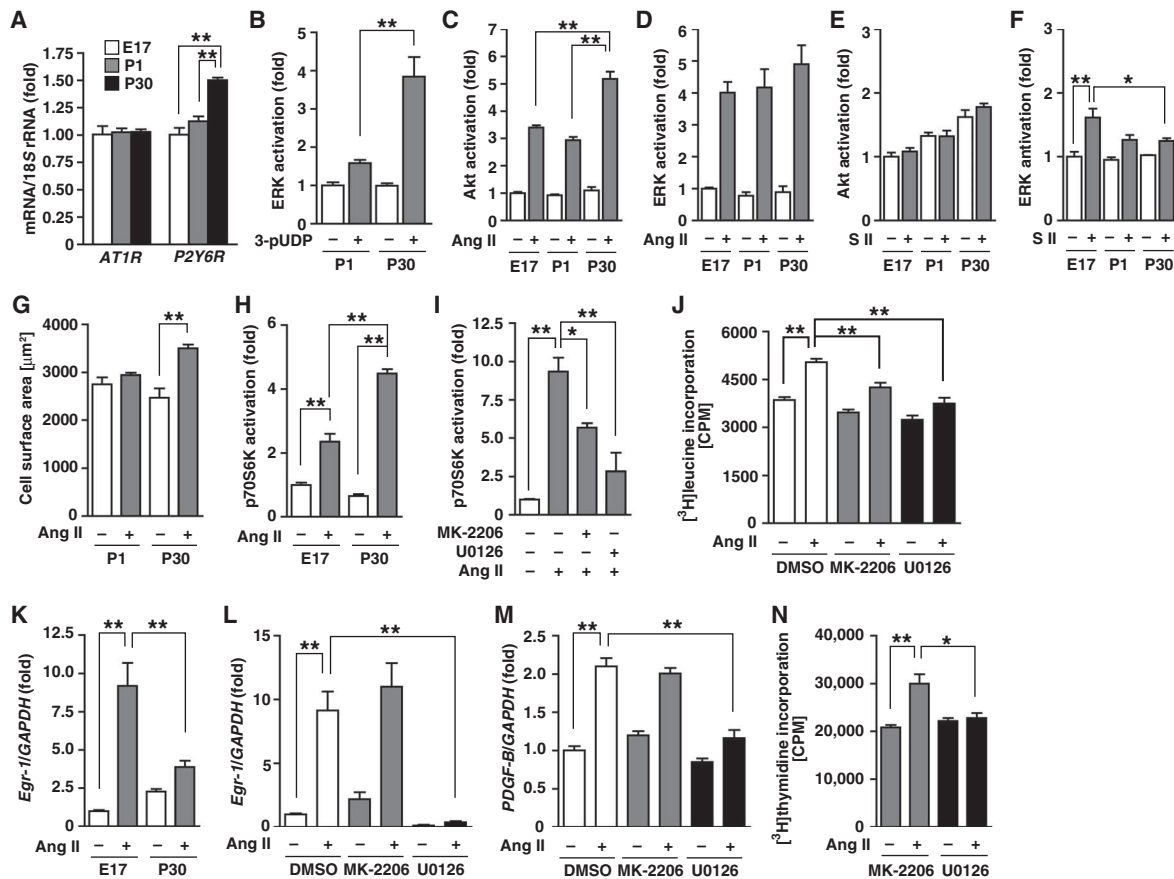 A
mRNA/18S rRNA (fold)
1.75
1.50
1.25
1.00
0.75
0.50
0.25
0
E17
P1
P30
**
**
AT1R P2Y6R
B
ERK activation (fold)
5
4
3
2
1
0
**
3-pUDP – + – +
P1 P30
C
Akt activation (fold)
7
6
5
4
3
2
1
0
**
**
Ang II – + – + – +
E17 P1 P30
D
ERK activation (fold)
6
5
4
3
2
1
0
Ang II – + – + – +
E17 P1 P30
E
Akt activation (fold)
3
2
1
0
S II – + – + – +
E17 P1 P30
F
ERK antivation (fold)
3
2
1
0
** *
S II – + – + – +
E17 P1 P30
G
Cell surface area [µm²]
4000
3000
2000
1000
0
**
Ang II – + – +
P1 P30
H
p70S6K activation (fold)
6
4
2
0
**
**
**
Ang II – + – +
E17 P30
I
p70S6K activation (fold)
12.5
10.0
7.5
5.0
2.5
0
** **
*
MK-2206 – – + –
U0126 – – – +
Ang II – + + +
J
[³H]leucine incorporation
[CPM]
6000
4500
3000
1500
0
**
** **
Ang II – + – + – +
DMSO MK-2206 U0126
K
Egr-1/GAPDH (fold)
12.5
10.0
7.5
5.0
2.5
0
** **
Ang II – + – +
E17 P30
L
Egr-1/GAPDH (fold)
15
10
5
0
** **
Ang II – + – + – +
DMSO MK-2206 U0126
M
PDGF-B/GAPDH (fold)
2.5
2.0
1.5
1.0
0.5
0
** **
Ang II – + – + – +
DMSO MK-2206 U0126
N
[³H]thymidine incorporation
[CPM]
40,000
30,000
20,000
10,000
0
** *
Ang II – + – +
MK-2206 U0126